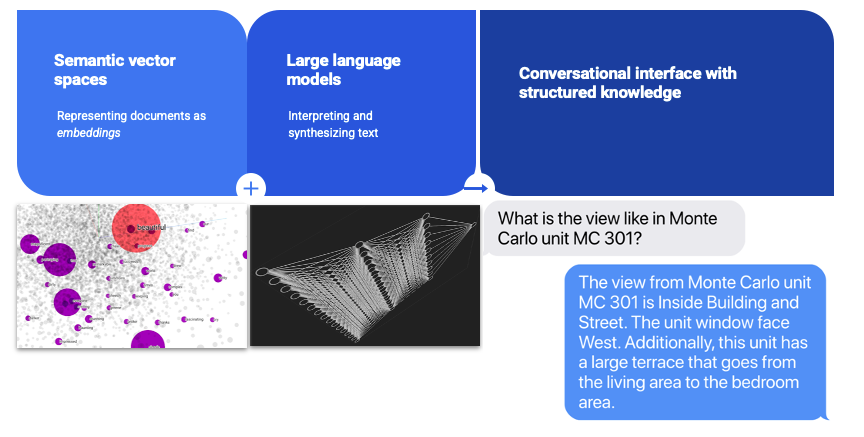 Semantic vector
spaces
Representing documents as
embeddings
Large language
models
Interpreting and
synthesizing text
Conversational interface with
structured knowledge
beautiful
What is the view like in Monte
Carlo unit MC 301?
The view from Monte Carlo unit
MC 301 is Inside Building and
Street. The unit window face
West. Additionally, this unit has
a large terrace that goes from
the living area to the bedroom
area.